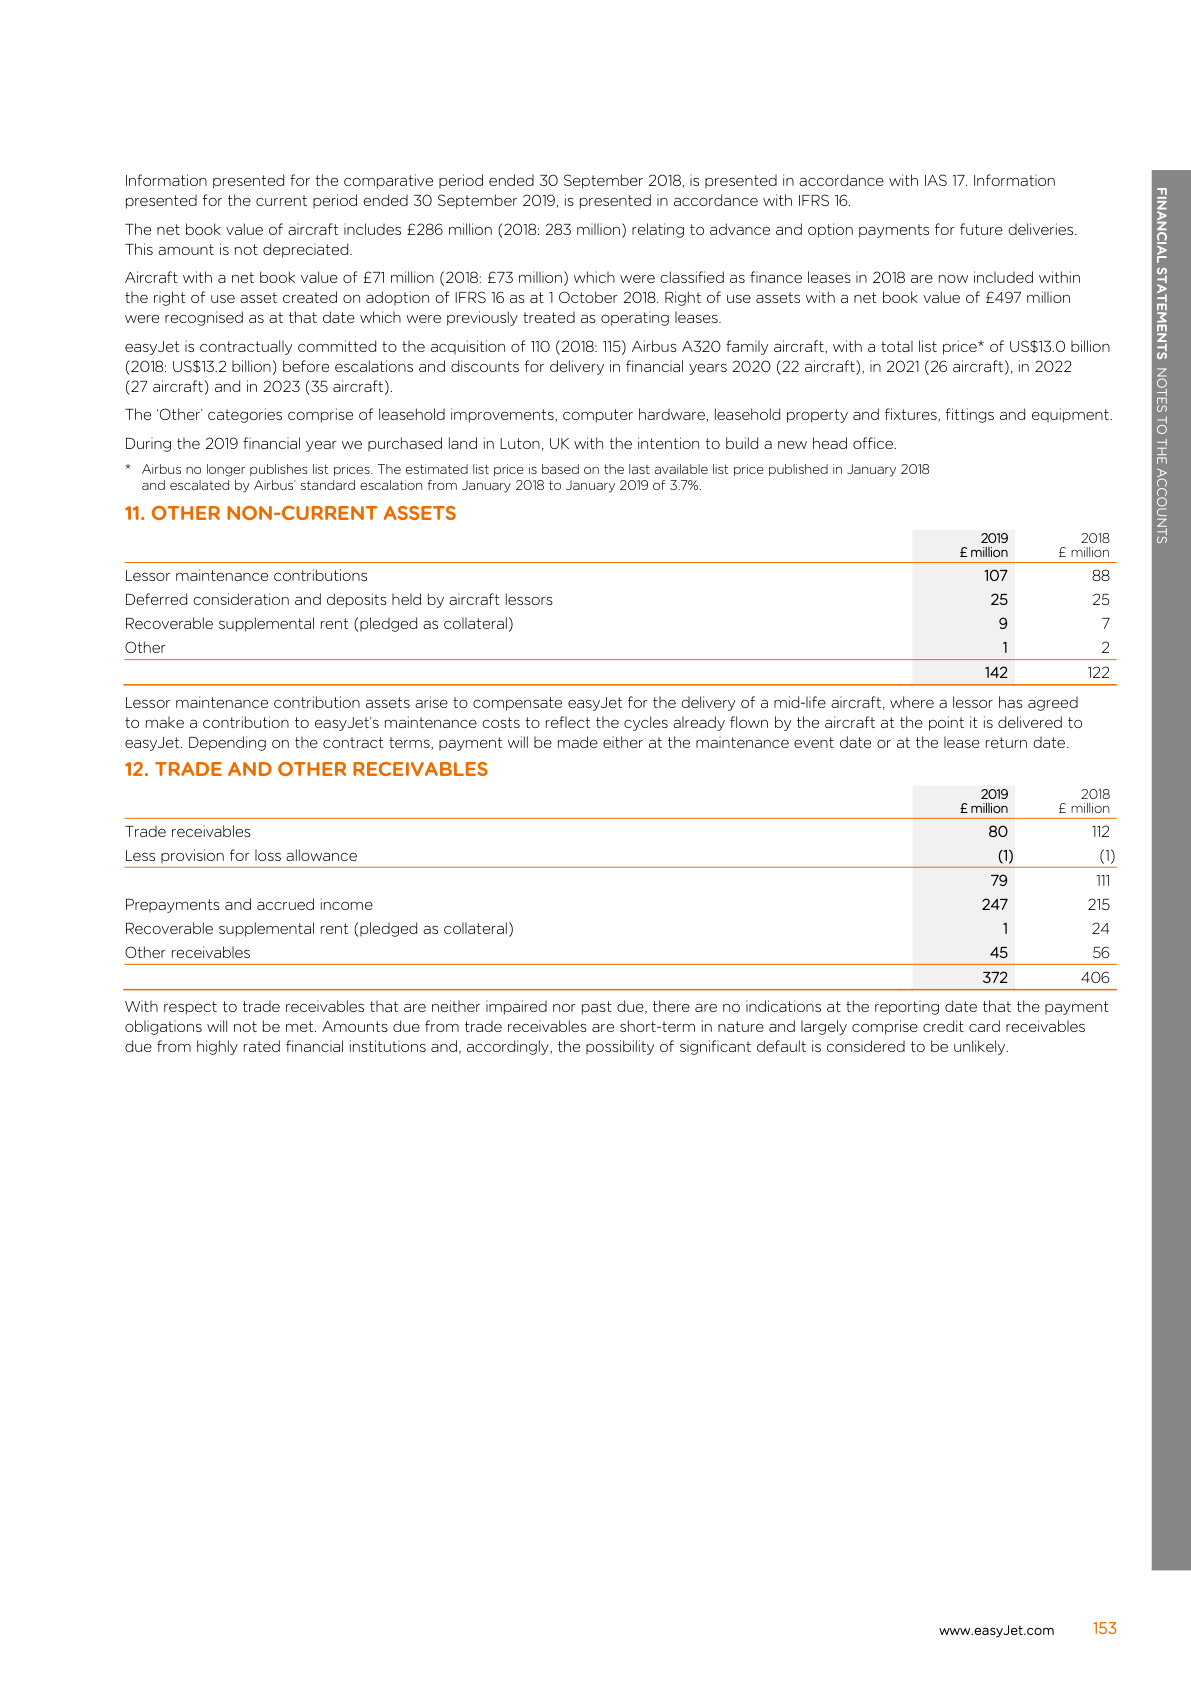 Information presented for the comparative period ended 30 September 2018, is presented in accordance with IAS 17. Information
presented for the current period ended 30 September 2019, is presented in accordance with IFRS 16.
The net book value of aircraft includes £286 million (2018: 283 million) relating to advance and option payments for future deliveries.
This amount is not depreciated.
Aircraft with a net book value of £71 million (2018: £73 million) which were classified as finance leases in 2018 are now included within
the right of use asset created on adoption of IFRS 16 as at 1 October 2018. Right of use assets with a net book value of £497 million
were recognised as at that date which were previously treated as operating leases.
easyJet is contractually committed to the acquisition of 110 (2018: 115) Airbus A320 family aircraft, with a total list price* of US$13.0 billion
(2018: US$13.2 billion) before escalations and discounts for delivery in financial years 2020 (22 aircraft), in 2021 (26 aircraft), in 2022
(27 aircraft) and in 2023 (35 aircraft).
The 'Other' categories comprise of leasehold improvements, computer hardware, leasehold property and fixtures, fittings and equipment.
During the 2019 financial year we purchased land in Luton, UK with the intention to build a new head office.
* Airbus no longer publishes list prices. The estimated list price is based on the last available list price published in January 2018
and escalated by Airbus' standard escalation from January 2018 to January 2019 of 3.7%.
11. OTHER NON-CURRENT ASSETS
2019 2018
£ million £ million
Lessor maintenance contributions 107 88
Deferred consideration and deposits held by aircraft lessors 25 25
Recoverable supplemental rent (pledged as collateral) 9 7
Other 1 2
142 122
Lessor maintenance contribution assets arise to compensate easyJet for the delivery of a mid-life aircraft, where a lessor has agreed
to make a contribution to easyJet's maintenance costs to reflect the cycles already flown by the aircraft at the point it is delivered to
easyJet. Depending on the contract terms, payment will be made either at the maintenance event date or at the lease return date.
12. TRADE AND OTHER RECEIVABLES
2019 2018
£ million £ million
Trade receivables 80 112
Less provision for loss allowance (1) (1)
79 111
Prepayments and accrued income 247 215
Recoverable supplemental rent (pledged as collateral) 1 24
Other receivables 45 56
372 406
With respect to trade receivables that are neither impaired nor past due, there are no indications at the reporting date that the payment
obligations will not be met. Amounts due from trade receivables are short-term in nature and largely comprise credit card receivables
due from highly rated financial institutions and, accordingly, the possibility of significant default is considered to be unlikely.
FINANCIAL STATEMENTS NOTES TO THE ACCOUNTS
www.easyJet.com 153